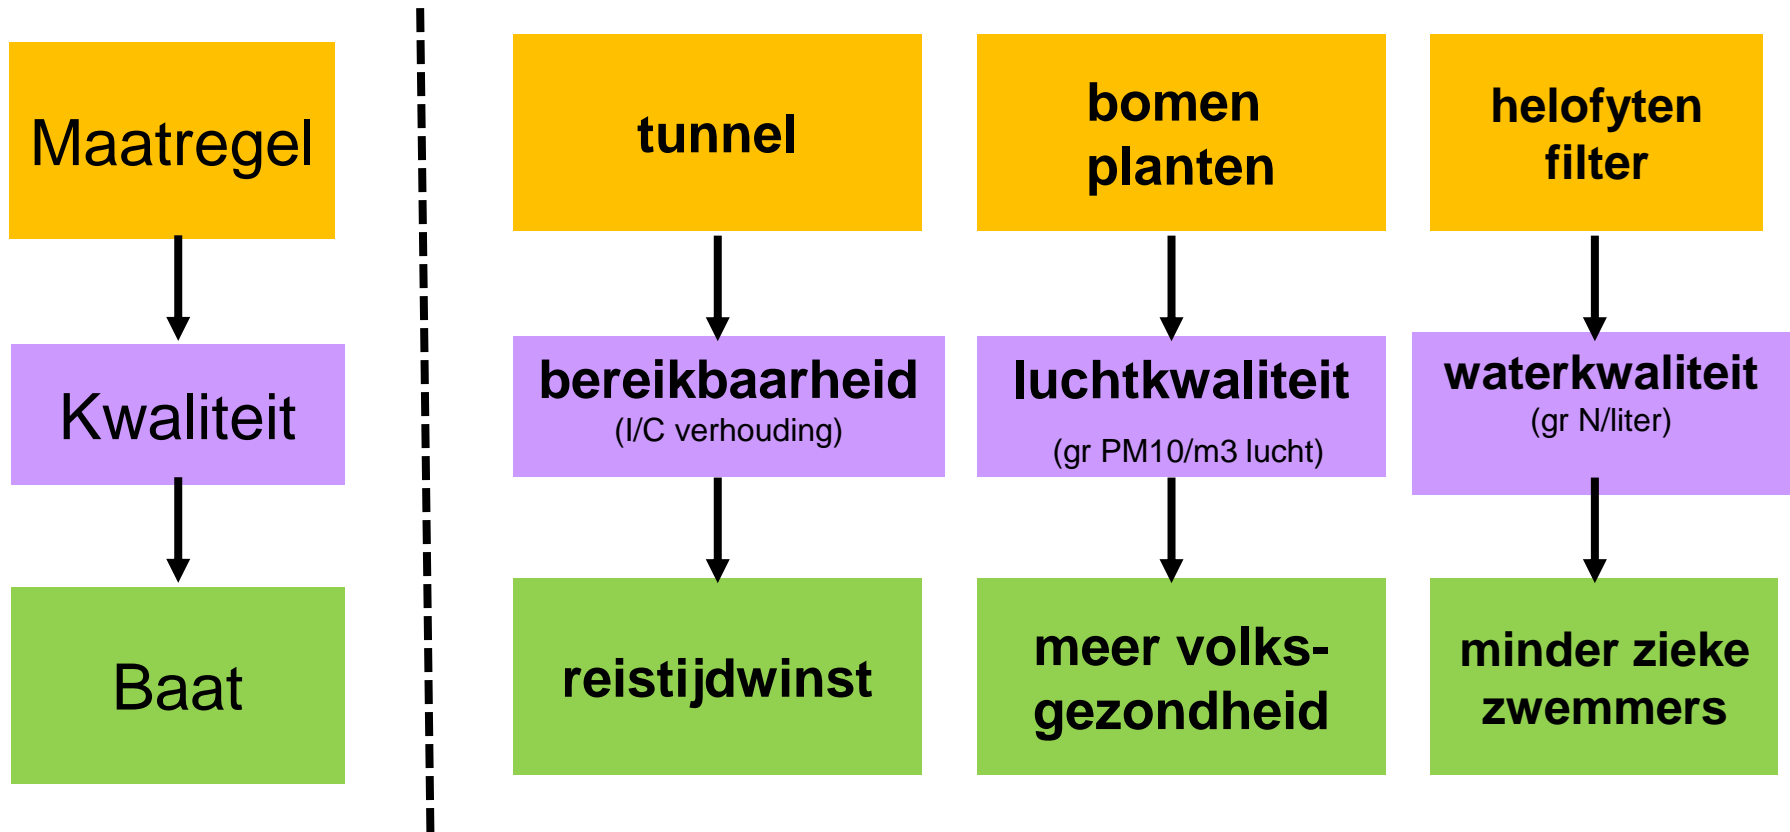 Maatregel
Kwaliteit
Baat
tunnel
bereikbaarheid
(I/C verhouding)
reistijdwinst
bomen
planten
luchtkwaliteit
(gr PM10/m3 lucht)
meer volks-
gezondheid
helofyten
filter
waterkwaliteit
(gr N/liter)
minder zieke
zwemmers